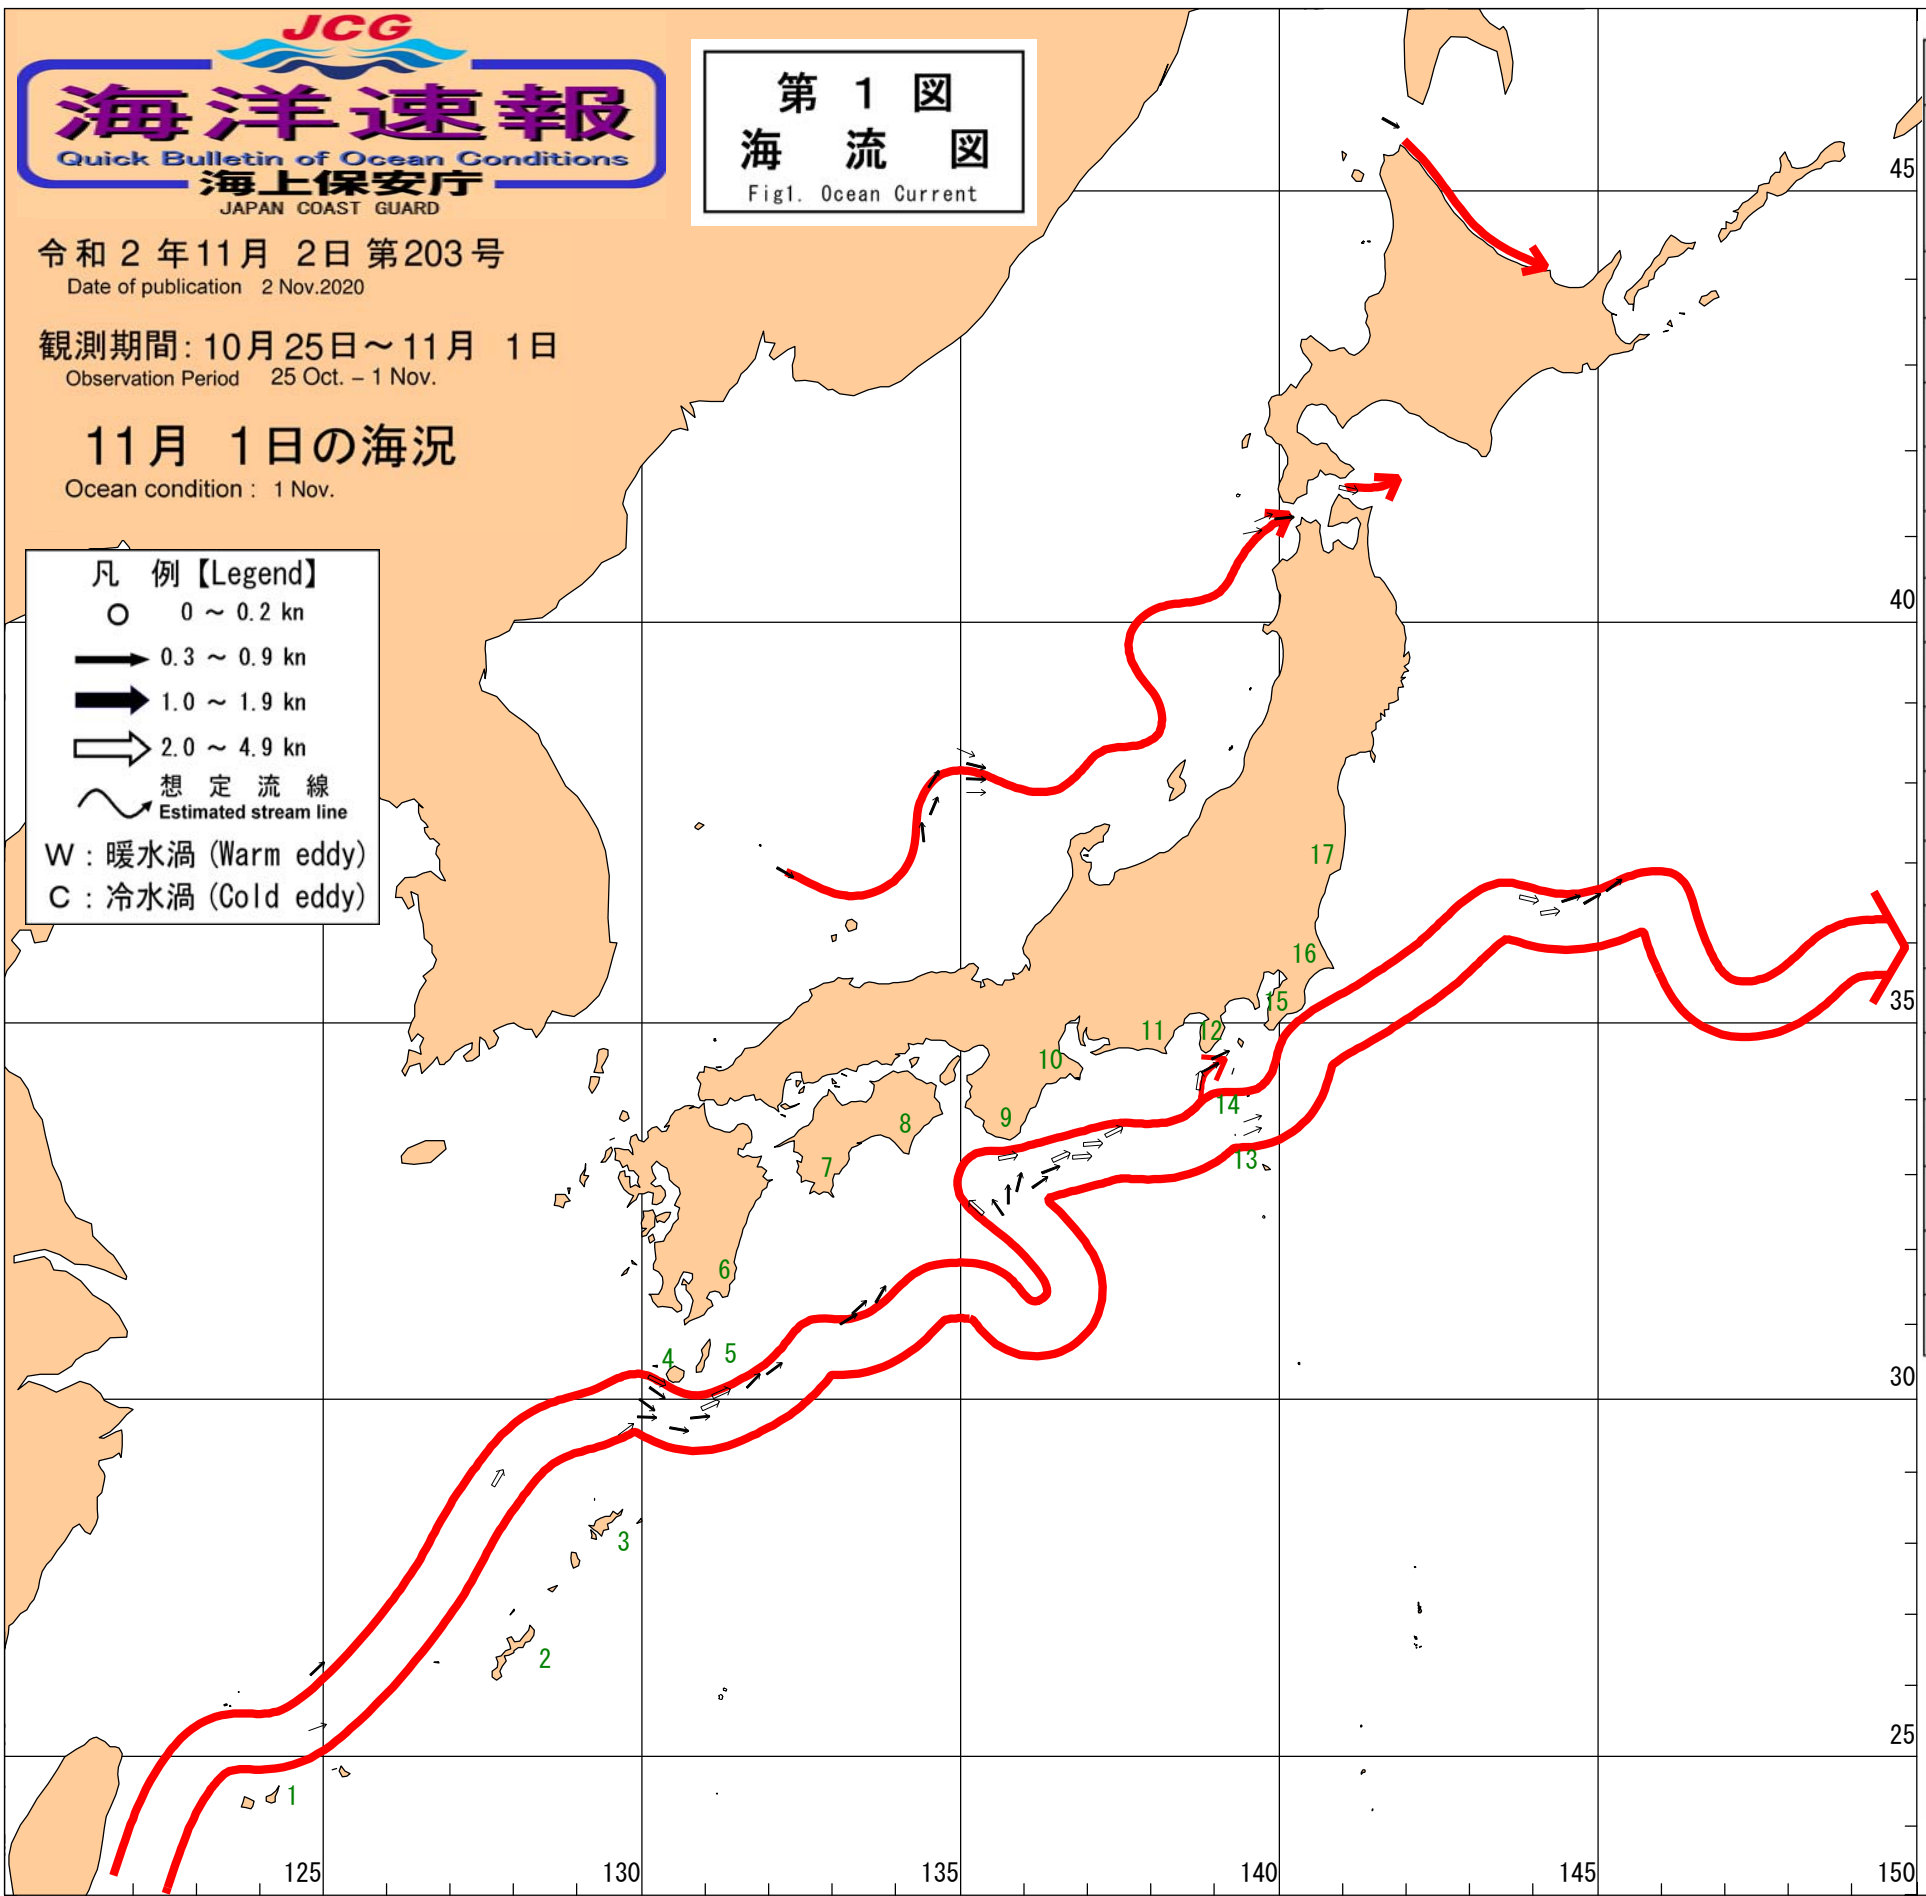 JCG
海洋速報
Quick Bulletin of Ocean Conditions
海上保安庁
JAPAN COAST GUARD
第 1 図
海 流 図
Fig1. Ocean Current
令和 2 年11月 2日 第203号
Date of publication 2 Nov.2020
観測期間: 10月25日～11月 1日
Observation Period 25 Oct. – 1 Nov.
11月 1日の海況
Ocean condition : 1 Nov.
凡 例【Legend】
0 ～ 0.2 kn
0.3 ～ 0.9 kn
1.0 ～ 1.9 kn
2.0 ～ 4.9 kn
想 定 流 線
Estimated stream line
W : 暖水渦 (Warm eddy)
C : 冷水渦 (Cold eddy)
45
40
17
16
35
15
12
11
10
14
9
8
13
7
6
5
4
30
3
2
25
1
125
130
135
140
145
150